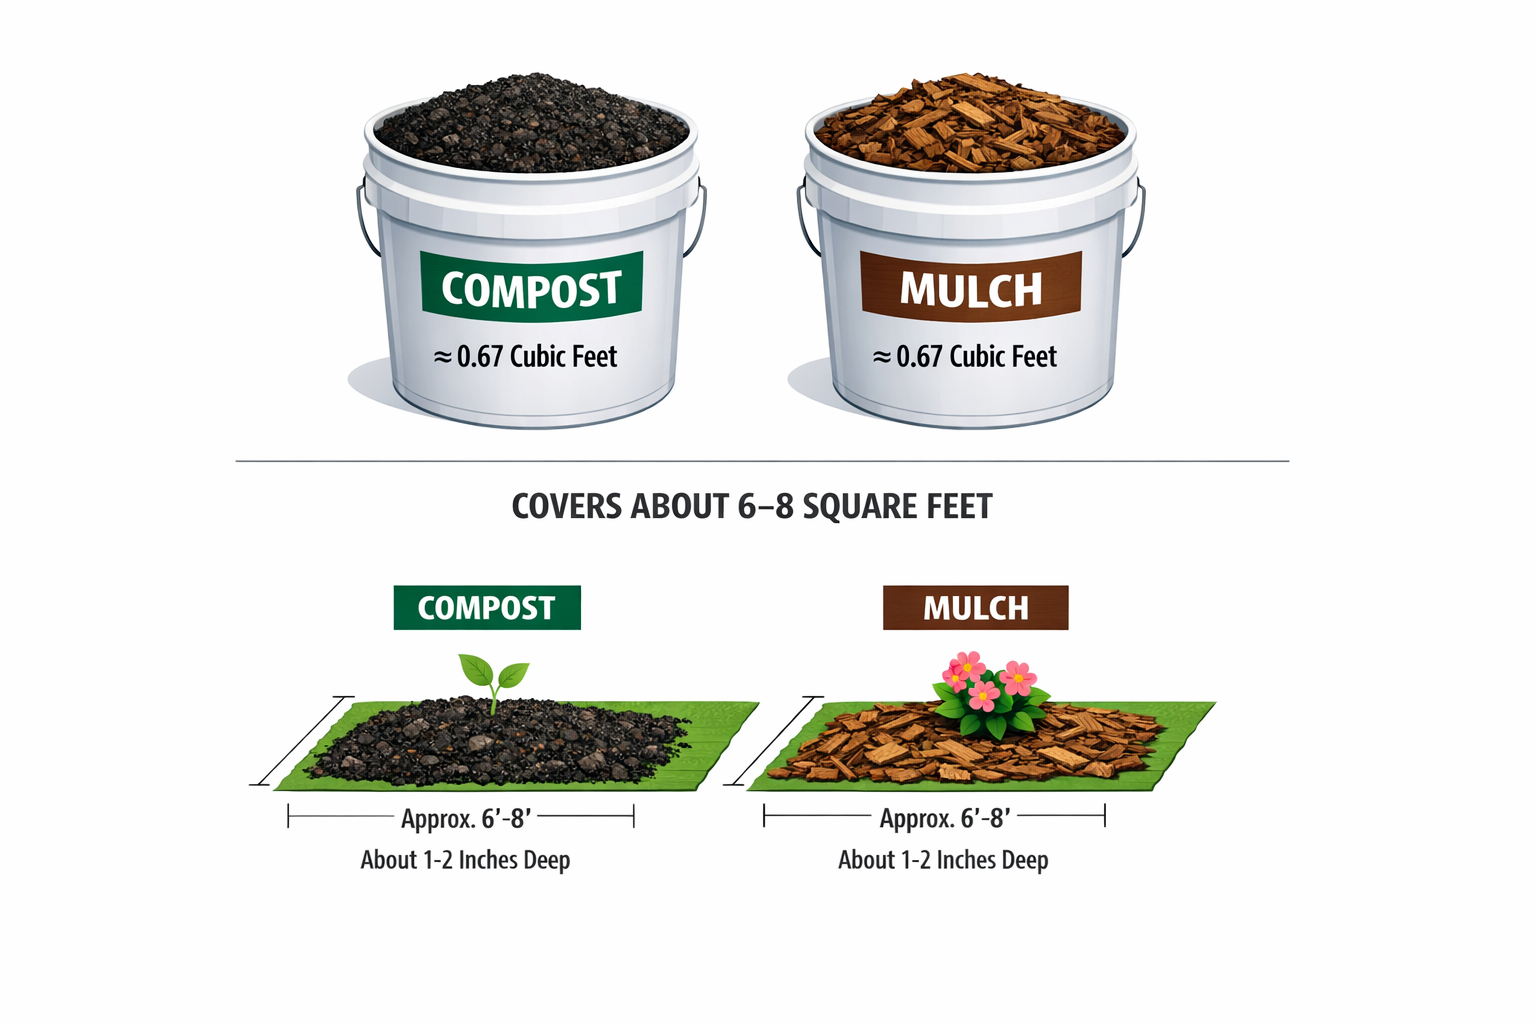 COMPOST
≈ 0.67 Cubic Feet
MULCH
≈ 0.67 Cubic Feet
COVERS ABOUT 6–8 SQUARE FEET
COMPOST
Approx. 6’-8’
About 1-2 Inches Deep
MULCH
Approx. 6’-8’
About 1-2 Inches Deep